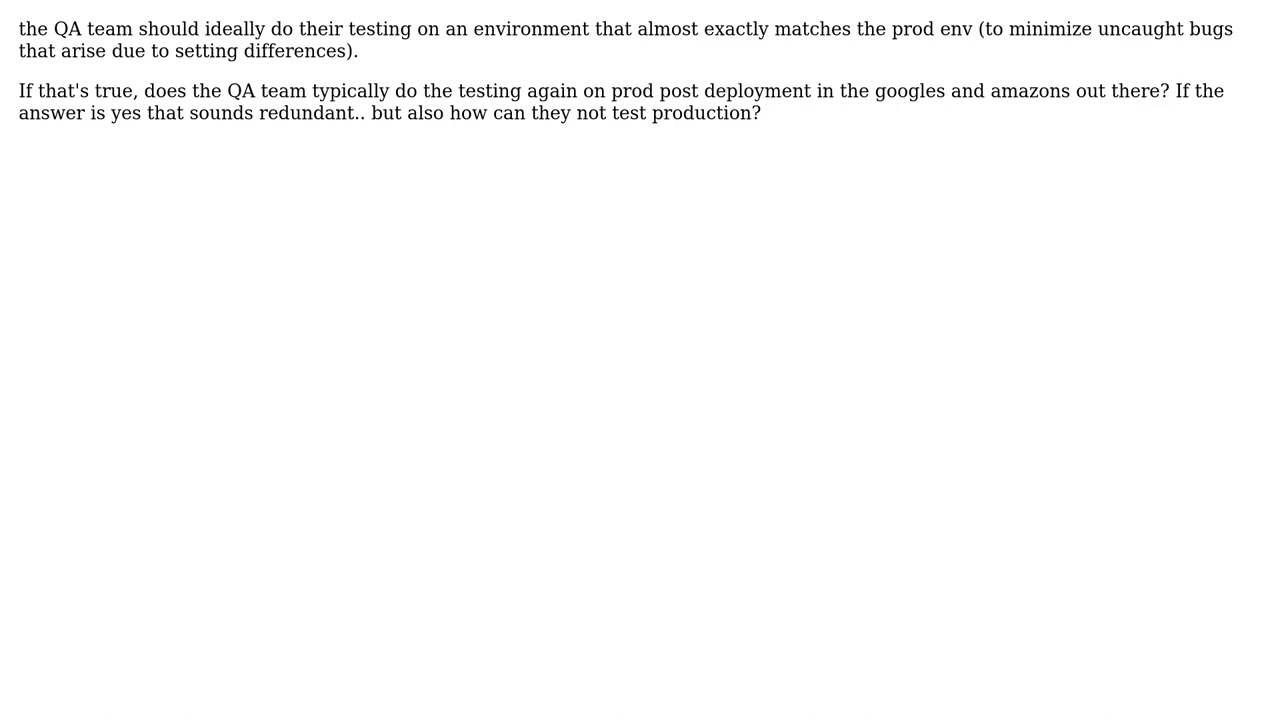 the QA team should ideally do their testing on an environment that almost exactly matches the prod env (to minimize uncaught bugs
that arise due to setting differences).
If that's true, does the QA team typically do the testing again on prod post deployment in the googles and amazons out there? If the
answer is yes that sounds redundant.. but also how can they not test production?